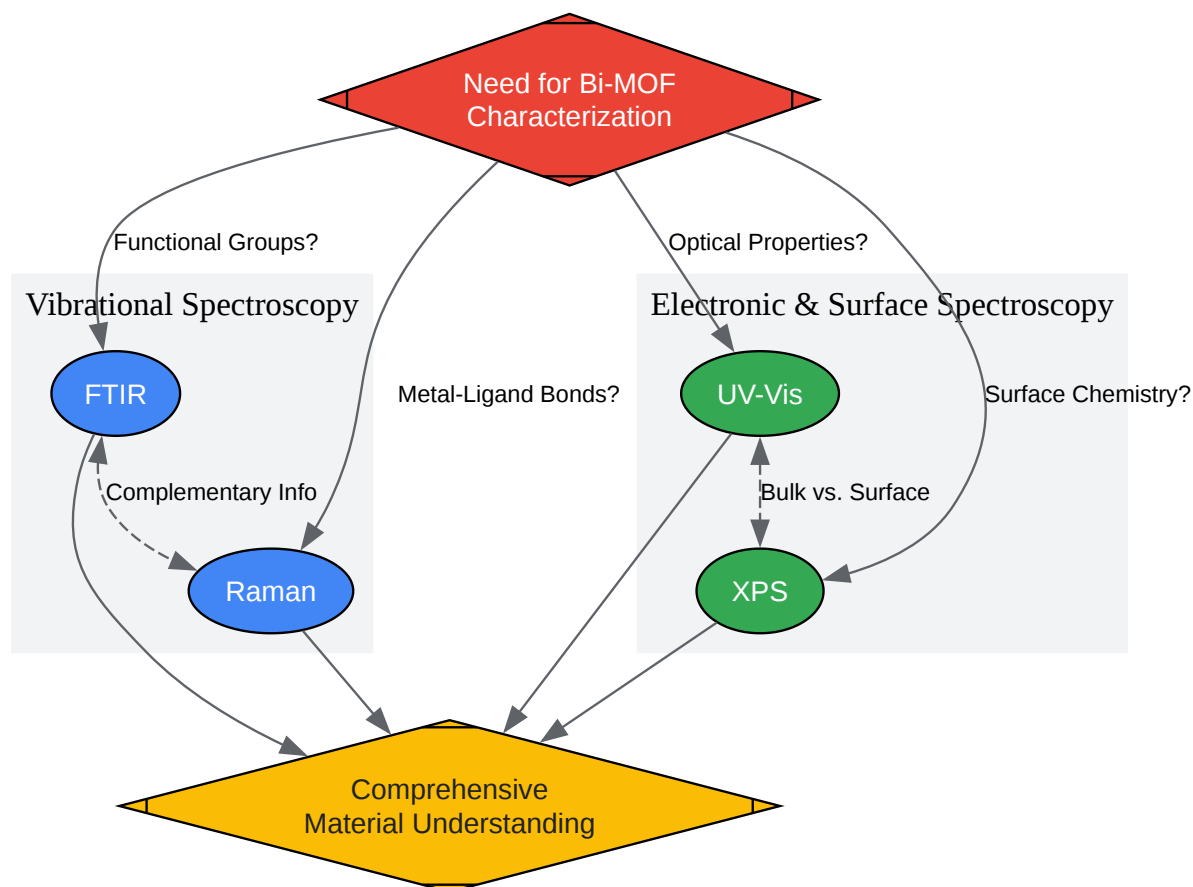 Need for Bi-MOF
Characterization
Functional Groups?
Optical Properties?
Vibrational Spectroscopy
Electronic & Surface Spectroscopy
FTIR
Metal-Ligand Bonds?
UV-Vis
Surface Chemistry?
Complementary Info
Bulk vs. Surface
Raman
XPS
Comprehensive
Material Understanding